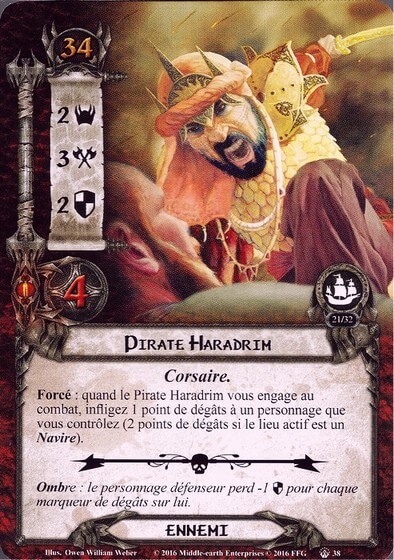 34
2
3
2
4
21/32
PIRATE HARADRIM
Corsaire.
Forcé : quand le Pirate Haradrim vous engage au
combat, infligez 1 point de dégâts à un personnage que
vous contrôlez (2 points de dégâts si le lieu actif est un
Navire).
Ombre : le personnage défenseur perd -1 pour chaque
marqueur de dégâts sur lui.
ENNEMI
Illus. Owen William Weber © 2016 Middle-earth Enterprises © 2016 FFG 38